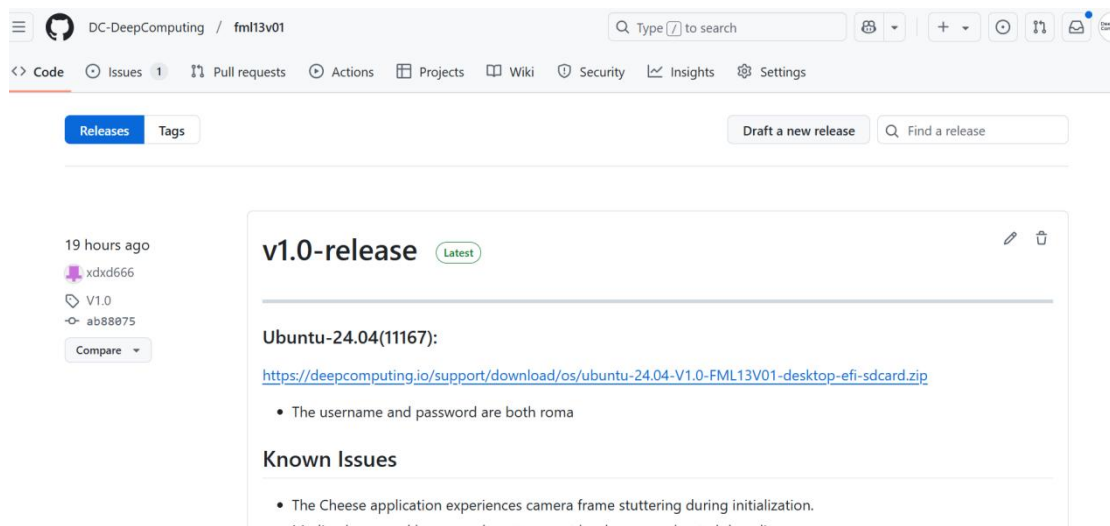 DC-DeepComputing / fml13v01
Type / to search
Code Issues 1 Pull requests Actions Projects Wiki Security Insights Settings
Releases Tags
Draft a new release Find a release
19 hours ago
xdxd666
V1.0
ab88075
Compare
v1.0-release Latest
Ubuntu-24.04(11167):
https://deepcomputing.io/support/download/os/ubuntu-24.04-V1.0-FML13V01-desktop-efi-sdcard.zip
• The username and password are both roma
Known Issues
• The Cheese application experiences camera frame stuttering during initialization.